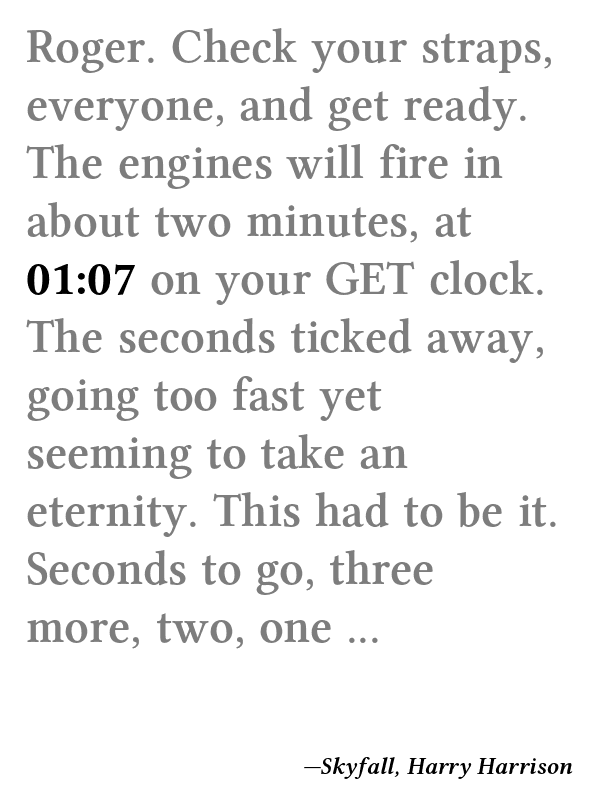 Roger. Check your straps,
everyone, and get ready.
The engines will fire in
about two minutes, at
01:07 on your GET clock.
The seconds ticked away,
going too fast yet
seeming to take an
eternity. This had to be it.
Seconds to go, three
more, two, one ...
—Skyfall, Harry Harrison